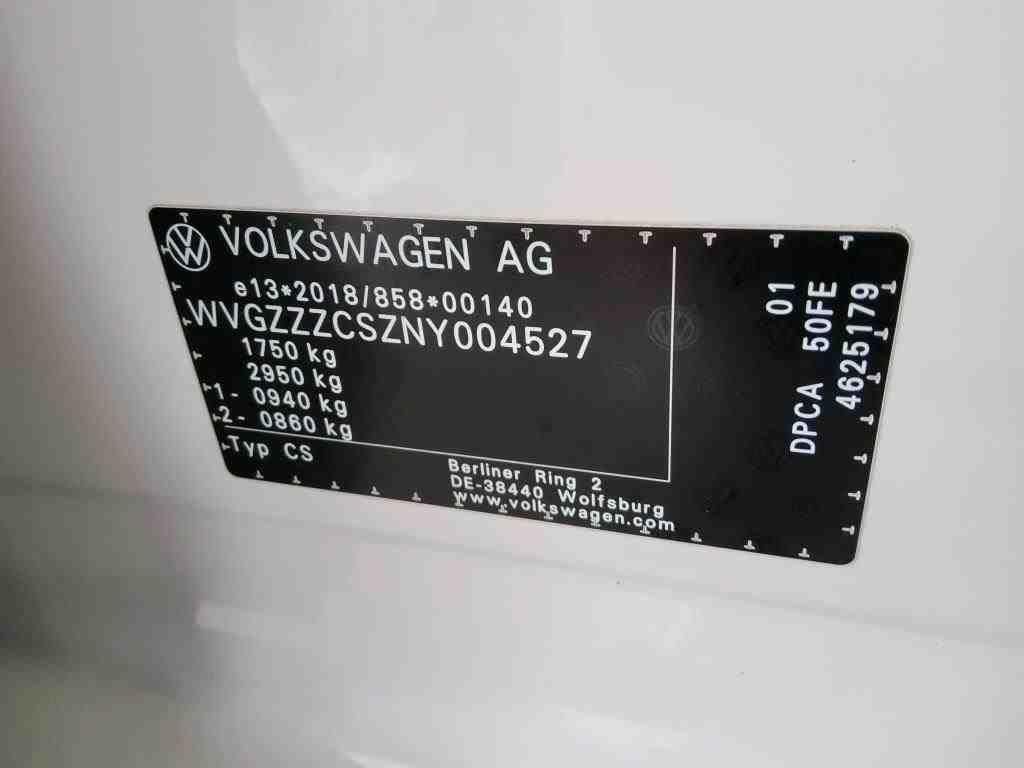 VOLKSWAGEN AG
e13*2018/858*00140
WVGZZZCSZNY004527
1750 kg
2950 kg
1- 0940 kg
2- 0860 kg
Typ CS
Berliner Ring 2
DE-38440 Wolfsburg
www.volkswagen.com
01
DPCA 50FE
4625179